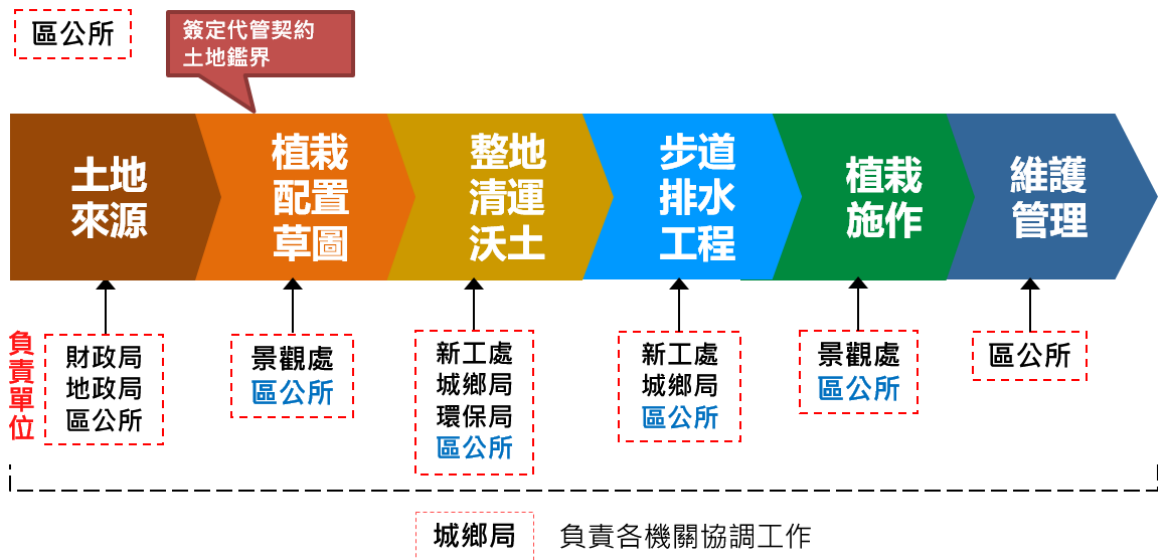 區公所
簽定代管契約
土地鑑界
土地
來源
植栽
配置
草圖
整地
清運
沃土
步道
排水
工程
植栽
施作
維護
管理
負責單位
財政局
地政局
區公所
景觀處
區公所
新工處
城鄉局
環保局
區公所
新工處
城鄉局
區公所
景觀處
區公所
區公所
城鄉局 負責各機關協調工作